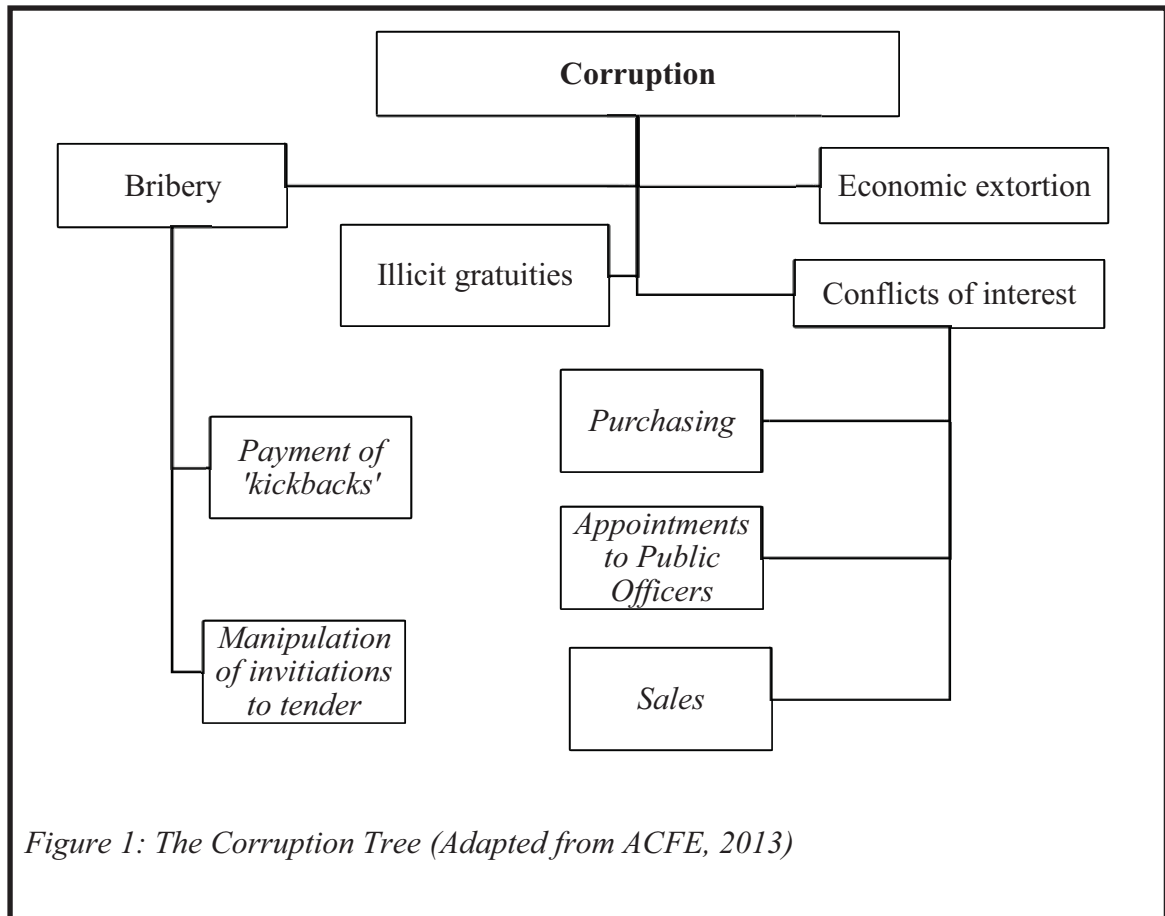 Corruption
Bribery
Economic extortion
Illicit gratuities
Conflicts of interest
Purchasing
Payment of
'kickbacks'
Appointments
to Public
Officers
Manipulation
of invitiations
to tender
Sales
Figure 1: The Corruption Tree (Adapted from ACFE, 2013)